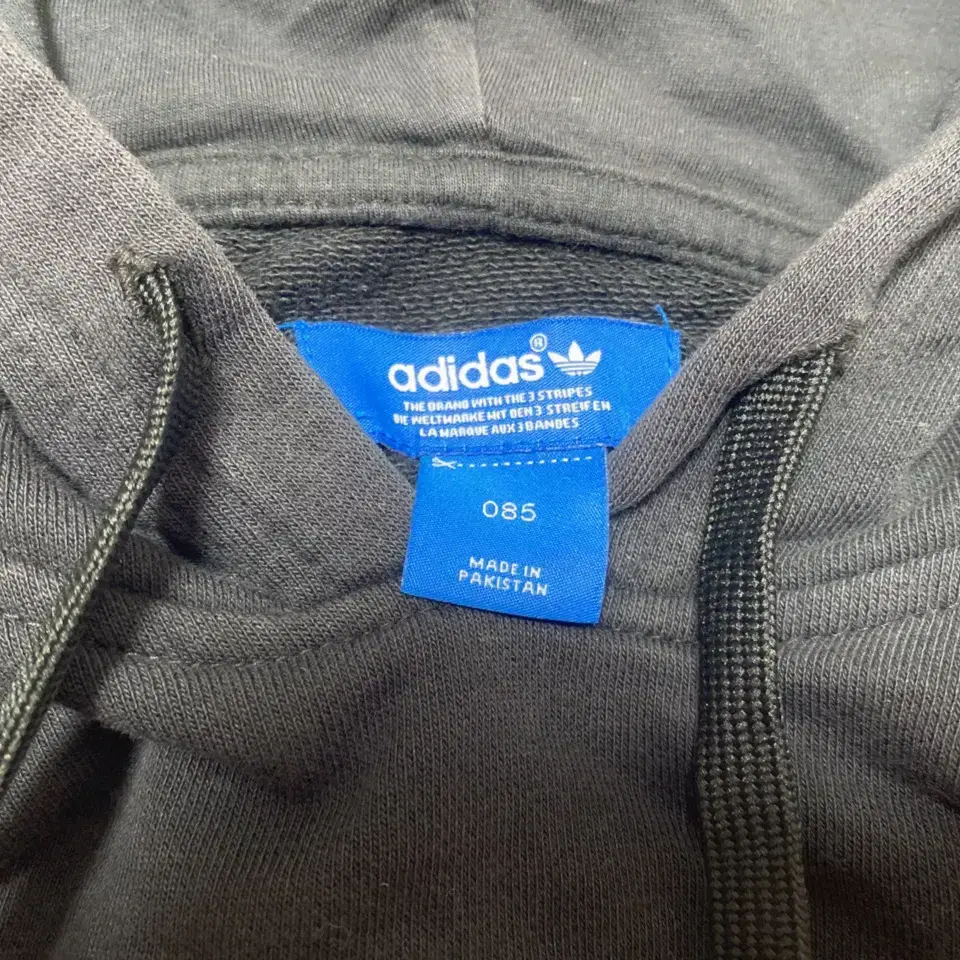 adidas®
THE BRAND WITH THE 3 STRIPES
DIE WELTMARKE MIT DEN 3 STREIFEN
LA MARQUE AUX 3 BANDES
085
MADE IN
PAKISTAN